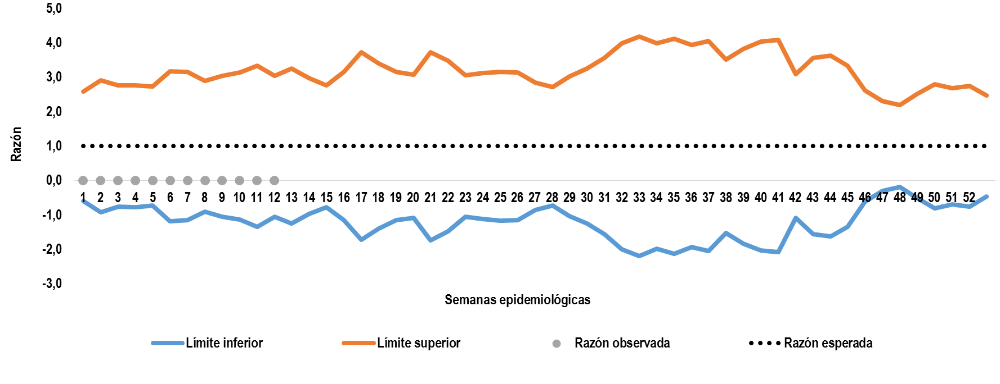 5,0
4,0
3,0
2,0
1,0
0,0
-1,0
-2,0
-3,0
Razón
1 2 3 4 5 6 7 8 9 10 11 12 13 14 15 16 17 18 19 20 21 22 23 24 25 26 27 28 29 30 31 32 33 34 35 36 37 38 39 40 41 42 43 44 45 46 47 48 49 50 51 52
Semanas epidemiológicas
Límite inferior Límite superior Razón observada Razón esperada